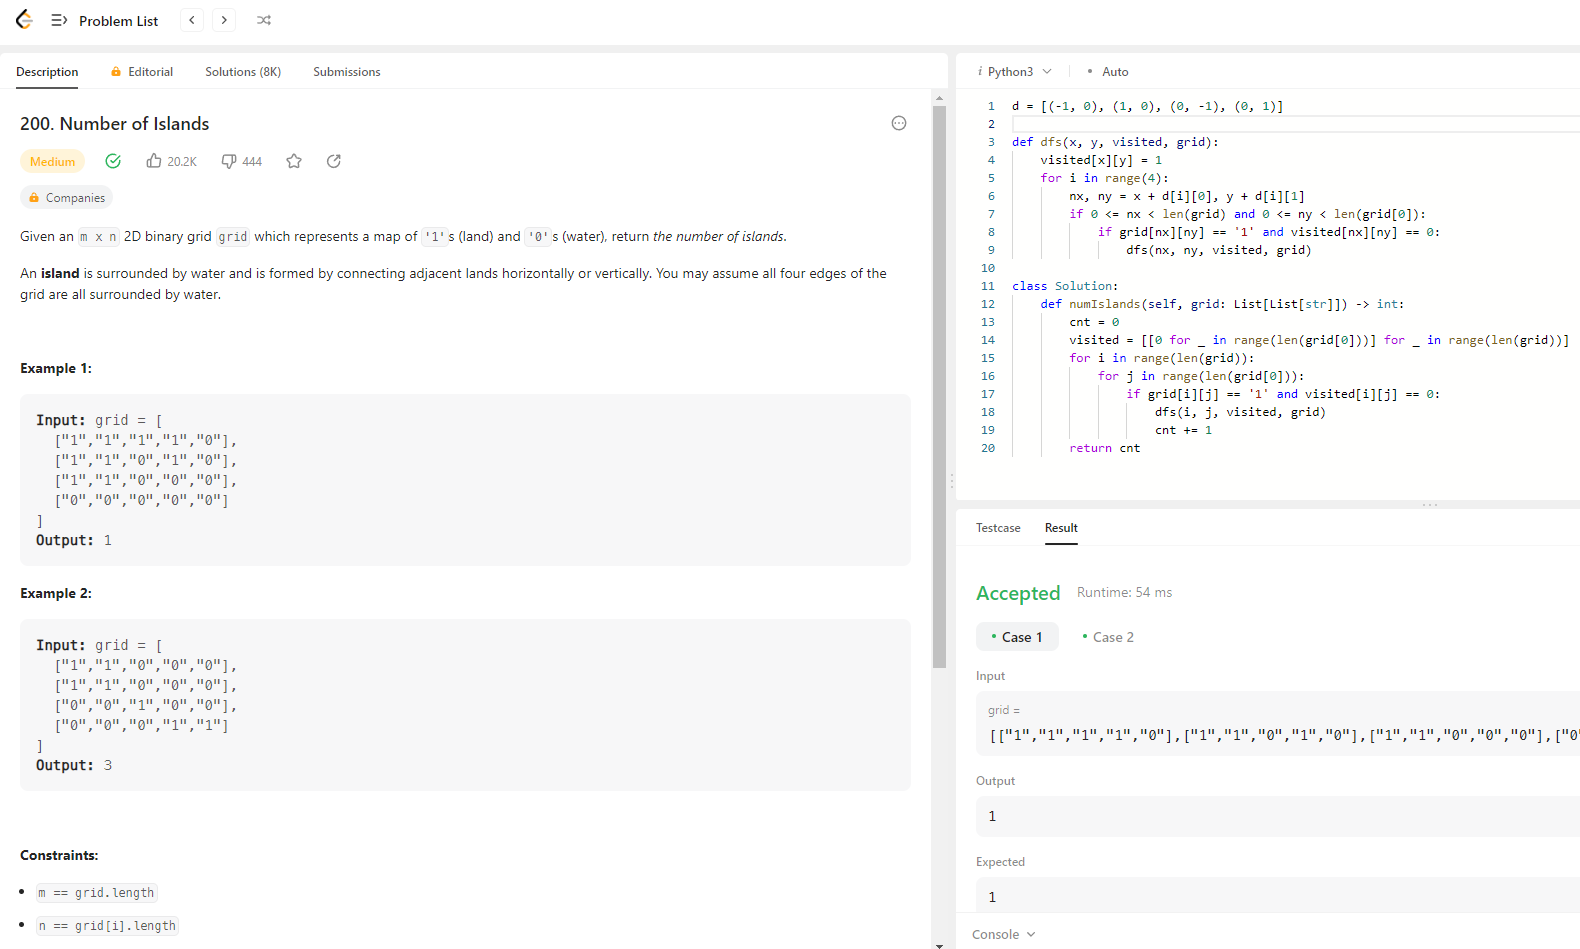 Problem List
Description Editorial Solutions (8K) Submissions
200. Number of Islands
Medium 20.2K 444
Companies
Given an m x n 2D binary grid grid which represents a map of '1's (land) and '0's (water), return the number of islands.
An island is surrounded by water and is formed by connecting adjacent lands horizontally or vertically. You may assume all four edges of the
grid are all surrounded by water.
Example 1:
Input: grid = [
  ["1","1","1","1","0"],
  ["1","1","0","1","0"],
  ["1","1","0","0","0"],
  ["0","0","0","0","0"]
]
Output: 1
Example 2:
Input: grid = [
  ["1","1","0","0","0"],
  ["1","1","0","0","0"],
  ["0","0","1","0","0"],
  ["0","0","0","1","1"]
]
Output: 3
Constraints:
• m == grid.length
• n == grid[i].length
i Python3 • Auto
1 d = [(-1, 0), (1, 0), (0, -1), (0, 1)]
2
3 def dfs(x, y, visited, grid):
4     visited[x][y] = 1
5     for i in range(4):
6         nx, ny = x + d[i][0], y + d[i][1]
7         if 0 <= nx < len(grid) and 0 <= ny < len(grid[0]):
8             if grid[nx][ny] == '1' and visited[nx][ny] == 0:
9                 dfs(nx, ny, visited, grid)
10
11 class Solution:
12     def numIslands(self, grid: List[List[str]]) -> int:
13         cnt = 0
14         visited = [[0 for _ in range(len(grid[0]))] for _ in range(len(grid))]
15         for i in range(len(grid)):
16             for j in range(len(grid[0])):
17                 if grid[i][j] == '1' and visited[i][j] == 0:
18                     dfs(i, j, visited, grid)
19                     cnt += 1
20         return cnt
Testcase Result
Accepted Runtime: 54 ms
• Case 1 • Case 2
Input
grid =
[["1","1","1","1","0"],["1","1","0","1","0"],["1","1","0","0","0"],["0"
Output
1
Expected
1
Console